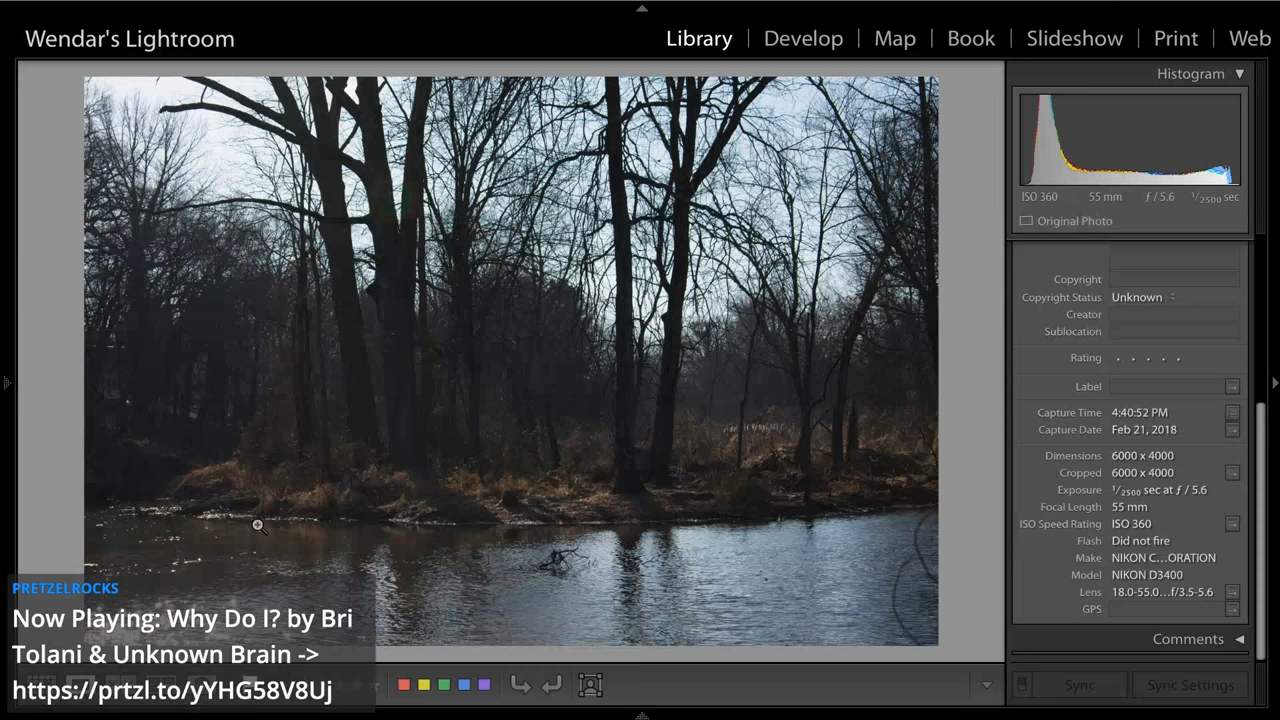 Wendar's Lightroom
Library | Develop | Map | Book | Slideshow | Print | Web
Histogram
ISO 360 55 mm ƒ / 5.6 1/2500 sec
Original Photo
Copyright
Copyright Status Unknown
Creator
Sublocation
Rating . . . . .
Label
Capture Time 4:40:52 PM
Capture Date Feb 21, 2018
Dimensions 6000 x 4000
Cropped 6000 x 4000
Exposure 1/2500 sec at ƒ / 5.6
Focal Length 55 mm
ISO Speed Rating ISO 360
Flash Did not fire
Make NIKON C...ORATION
Model NIKON D3400
Lens 18.0-55.0...f/3.5-5.6
GPS
Comments
Sync Sync Settings
PRETZELROCKS
Now Playing: Why Do I? by Bri
Tolani & Unknown Brain ->
https://prtzl.to/yYHG58V8Uj